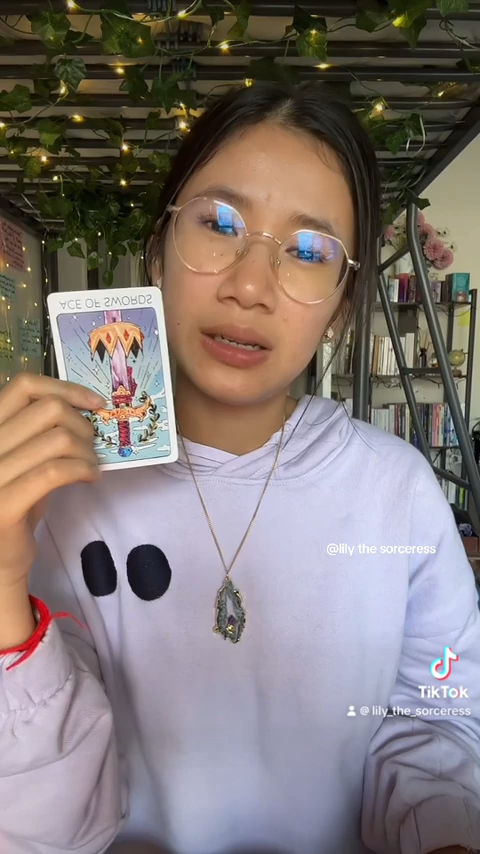 ACE OF SWORDS
@lily the sorceress
TikTok
@lily_the_sorceress